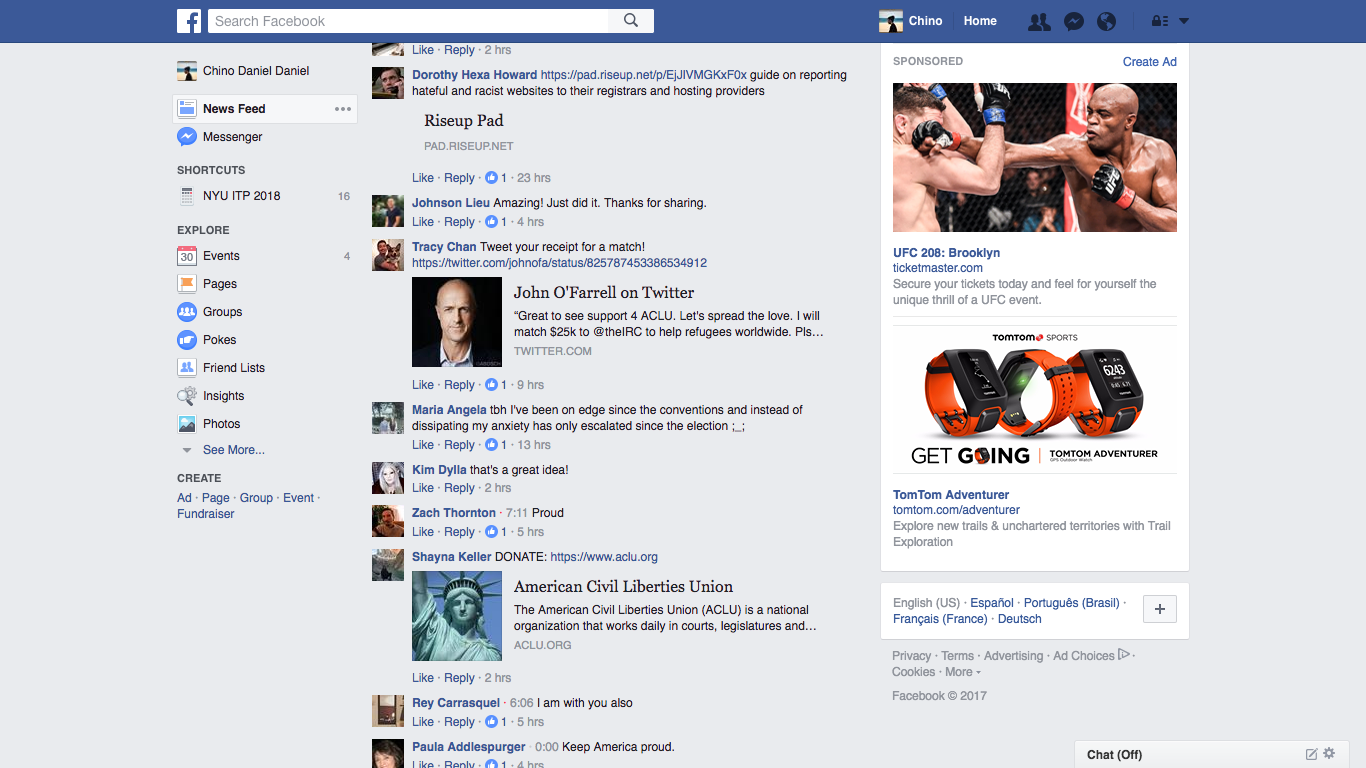 Search Facebook
Chino
Home
Chino Daniel Daniel
News Feed
Messenger
SHORTCUTS
NYU ITP 2018 16
EXPLORE
30 Events 4
Pages
Groups
Pokes
Friend Lists
Insights
Photos
See More...
CREATE
Ad · Page · Group · Event ·
Fundraiser
Like · Reply · 2 hrs
Dorothy Hexa Howard https://pad.riseup.net/p/EjJIVMGKxF0x guide on reporting
hateful and racist websites to their registrars and hosting providers
Riseup Pad
PAD.RISEUP.NET
Like · Reply · 1 · 23 hrs
Johnson Lieu Amazing! Just did it. Thanks for sharing.
Like · Reply · 1 · 4 hrs
Tracy Chan Tweet your receipt for a match!
https://twitter.com/johnofa/status/825787453386534912
John O'Farrell on Twitter
“Great to see support 4 ACLU. Let's spread the love. I will
match $25k to @theIRC to help refugees worldwide. Pls...
TWITTER.COM
Like · Reply · 1 · 9 hrs
Maria Angela tbh I've been on edge since the conventions and instead of
dissipating my anxiety has only escalated since the election ;_;
Like · Reply · 1 · 13 hrs
Kim Dylla that's a great idea!
Like · Reply · 2 hrs
Zach Thornton · 7:11 Proud
Like · Reply · 1 · 5 hrs
Shayna Keller DONATE: https://www.aclu.org
American Civil Liberties Union
The American Civil Liberties Union (ACLU) is a national
organization that works daily in courts, legislatures and...
ACLU.ORG
Like · Reply · 2 hrs
Rey Carrasquel · 6:06 I am with you also
Like · Reply · 1 · 5 hrs
Paula Addlespurger · 0:00 Keep America proud.
Like · Reply · 1 · 4 hrs
SPONSORED Create Ad
UFC
UFC 208: Brooklyn
ticketmaster.com
Secure your tickets today and feel for yourself the
unique thrill of a UFC event.
TOMTOM SPORTS
6243
GET GOING | TOMTOM ADVENTURER
GPS Outdoor Watch
TomTom Adventurer
tomtom.com/adventurer
Explore new trails & unchartered territories with Trail
Exploration
English (US) · Español · Português (Brasil) ·
Français (France) · Deutsch
+
Privacy · Terms · Advertising · Ad Choices ·
Cookies · More
Facebook © 2017
Chat (Off)